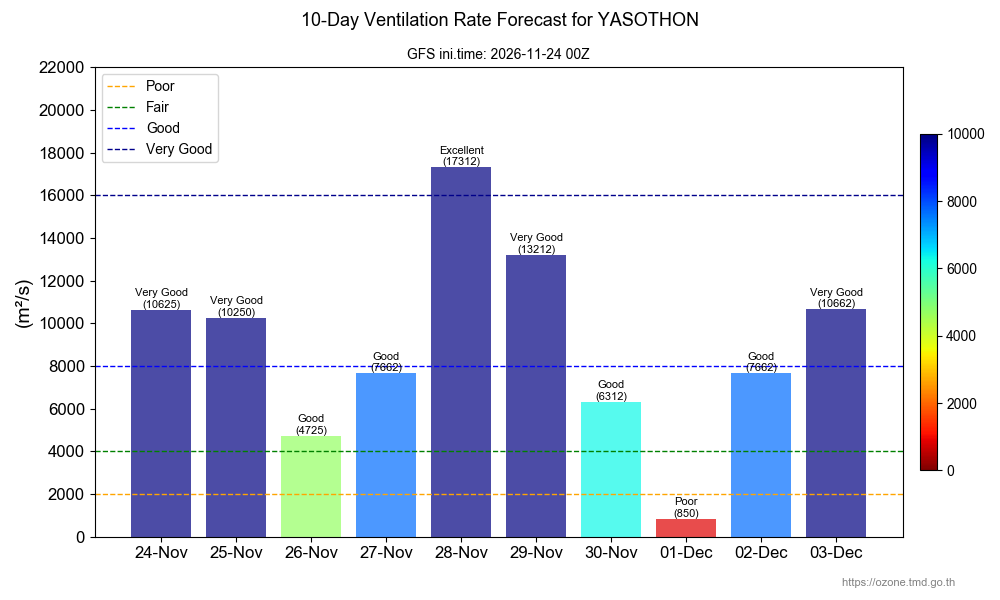 10-Day Ventilation Rate Forecast for YASOTHON
GFS ini.time: 2026-11-24 00Z
(m²/s)
22000
20000
18000
16000
14000
12000
10000
8000
6000
4000
2000
0
Poor
Fair
Good
Very Good
Very Good
(10625)
Very Good
(10250)
Good
(4725)
Good
(7662)
Excellent
(17312)
Very Good
(13212)
Good
(6312)
Poor
(850)
Good
(7662)
Very Good
(10662)
24-Nov
25-Nov
26-Nov
27-Nov
28-Nov
29-Nov
30-Nov
01-Dec
02-Dec
03-Dec
10000
8000
6000
4000
2000
0
https://ozone.tmd.go.th